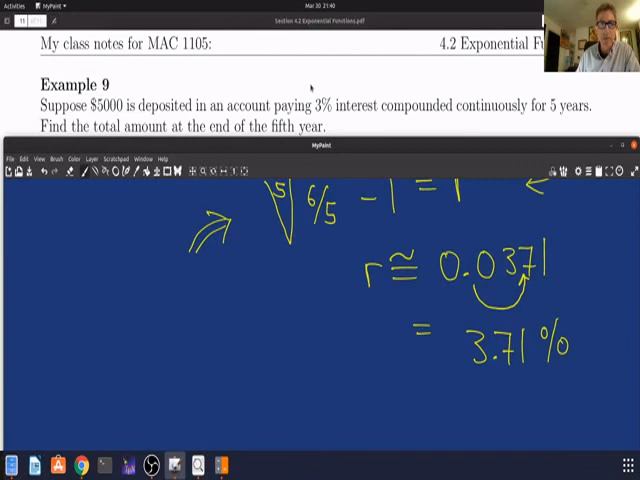 Activities MyPaint Mar 30 21:40
11 Section 4.2 Exponential Functions.pdf
My class notes for MAC 1105: 4.2 Exponential Fu
Example 9
Suppose $5000 is deposited in an account paying 3% interest compounded continuously for 5 years.
Find the total amount at the end of the fifth year.
MyPaint
File Edit View Brush Color Layer Scratchpad Window Help
5√6/5 - 1 = r
r ≅ 0.0371
= 3.71 %